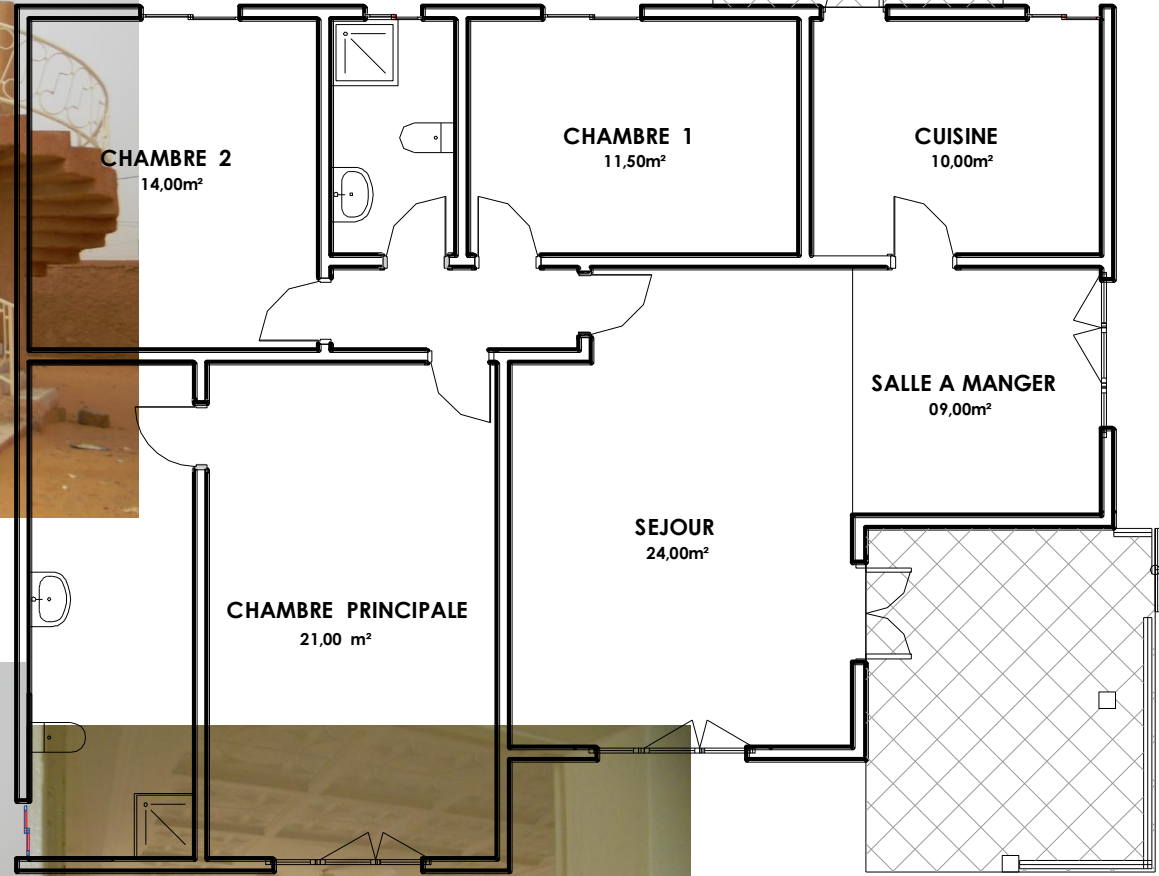 CHAMBRE 2
14,00m²
CHAMBRE 1
11,50m²
CUISINE
10,00m²
SALLE A MANGER
09,00m²
SEJOUR
24,00m²
CHAMBRE PRINCIPALE
21,00 m²